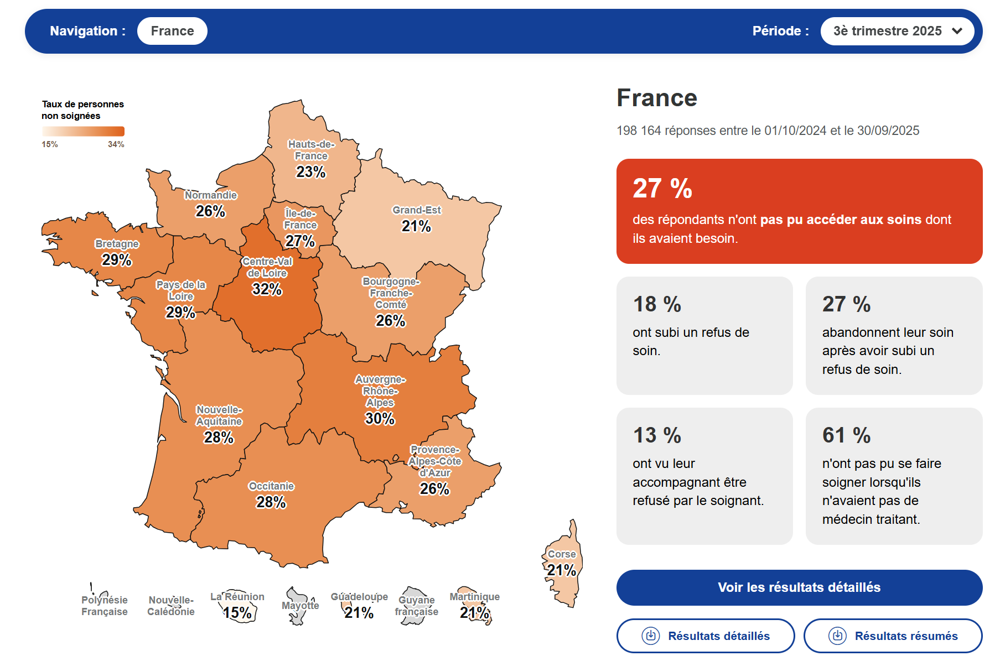 Navigation :
France
Période :
3è trimestre 2025
Taux de personnes
non soignées
15%
34%
Hauts-de-
France
23%
Normandie
26%
Île-de-
France
27%
Grand-Est
21%
Bretagne
29%
Centre-Val
de Loire
32%
Pays de la
Loire
29%
Bourgogne-
Franche-
Comté
26%
Auvergne-
Rhône-
Alpes
30%
Nouvelle-
Aquitaine
28%
Provence-
Alpes-Côte
d'Azur
26%
Occitanie
28%
Corse
21%
Polynésie
Française
Nouvelle-
Calédonie
La Réunion
15%
Mayotte
Guadeloupe
21%
Guyane
française
Martinique
21%
France
198 164 réponses entre le 01/10/2024 et le 30/09/2025
27 %
des répondants n'ont pas pu accéder aux soins dont
ils avaient besoin.
18 %
ont subi un refus de
soin.
27 %
abandonnent leur soin
après avoir subi un
refus de soin.
13 %
ont vu leur
accompagnant être
refusé par le soignant.
61 %
n'ont pas pu se faire
soigner lorsqu'ils
n'avaient pas de
médecin traitant.
Voir les résultats détaillés
Résultats détaillés
Résultats résumés